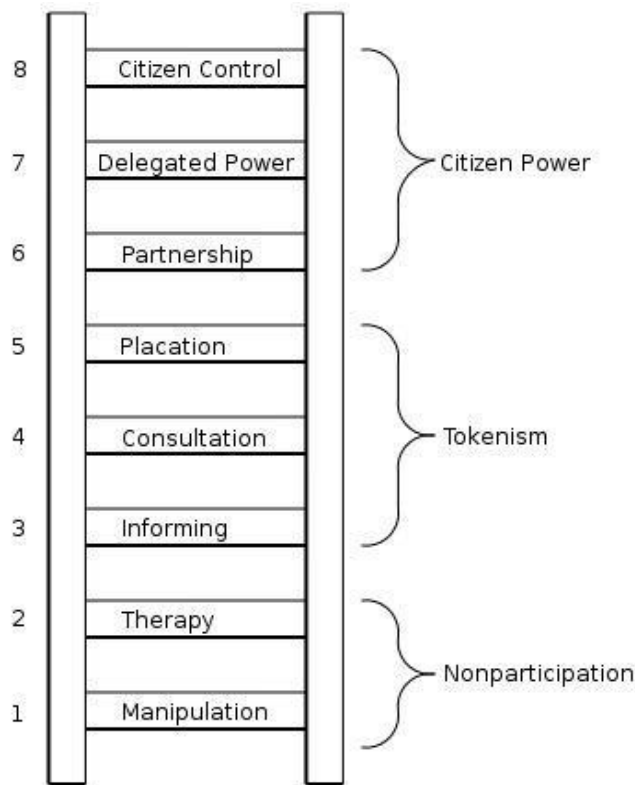 8 Citizen Control
7 Delegated Power Citizen Power
6 Partnership
5 Placation
4 Consultation Tokenism
3 Informing
2 Therapy
Nonparticipation
1 Manipulation